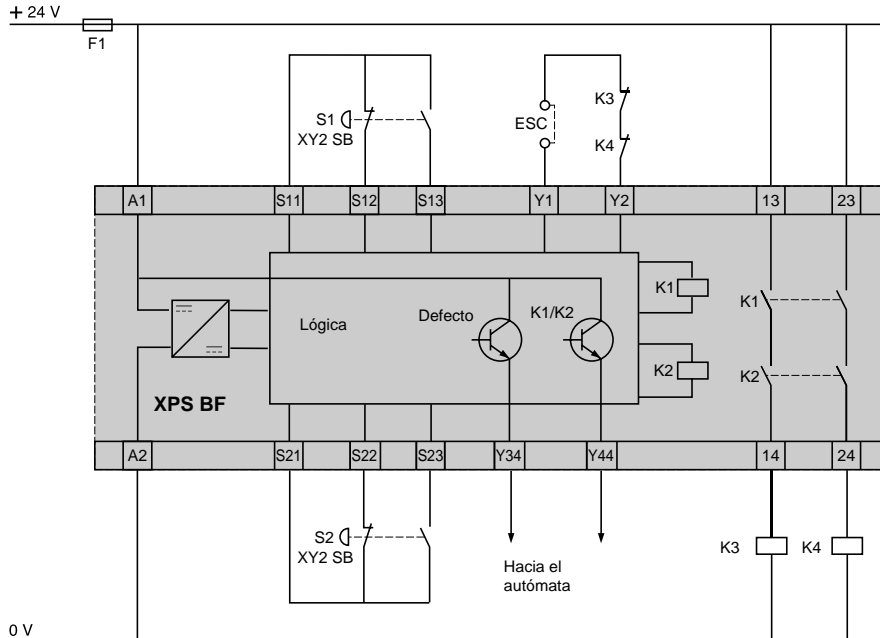 + 24 V
F1
S1
XY2 SB
ESC
K3
K4
A1
S11
S12
S13
Y1
Y2
13
23
Lógica
Defecto
K1/K2
K1
K2
K1
K2
XPS BF
A2
S21
S22
S23
Y34
Y44
14
24
S2
XY2 SB
Hacia el
autómata
K3
K4
0 V